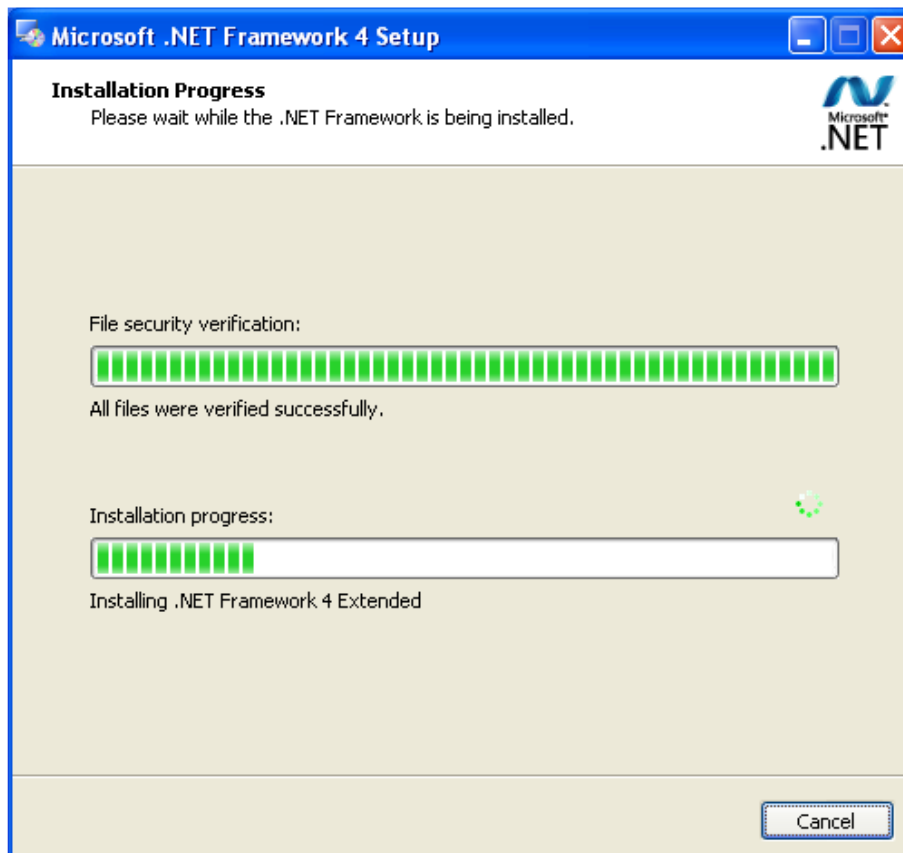 Microsoft .NET Framework 4 Setup
Installation Progress
Please wait while the .NET Framework is being installed.
Microsoft®
.NET
File security verification:
All files were verified successfully.
Installation progress:
Installing .NET Framework 4 Extended
Cancel